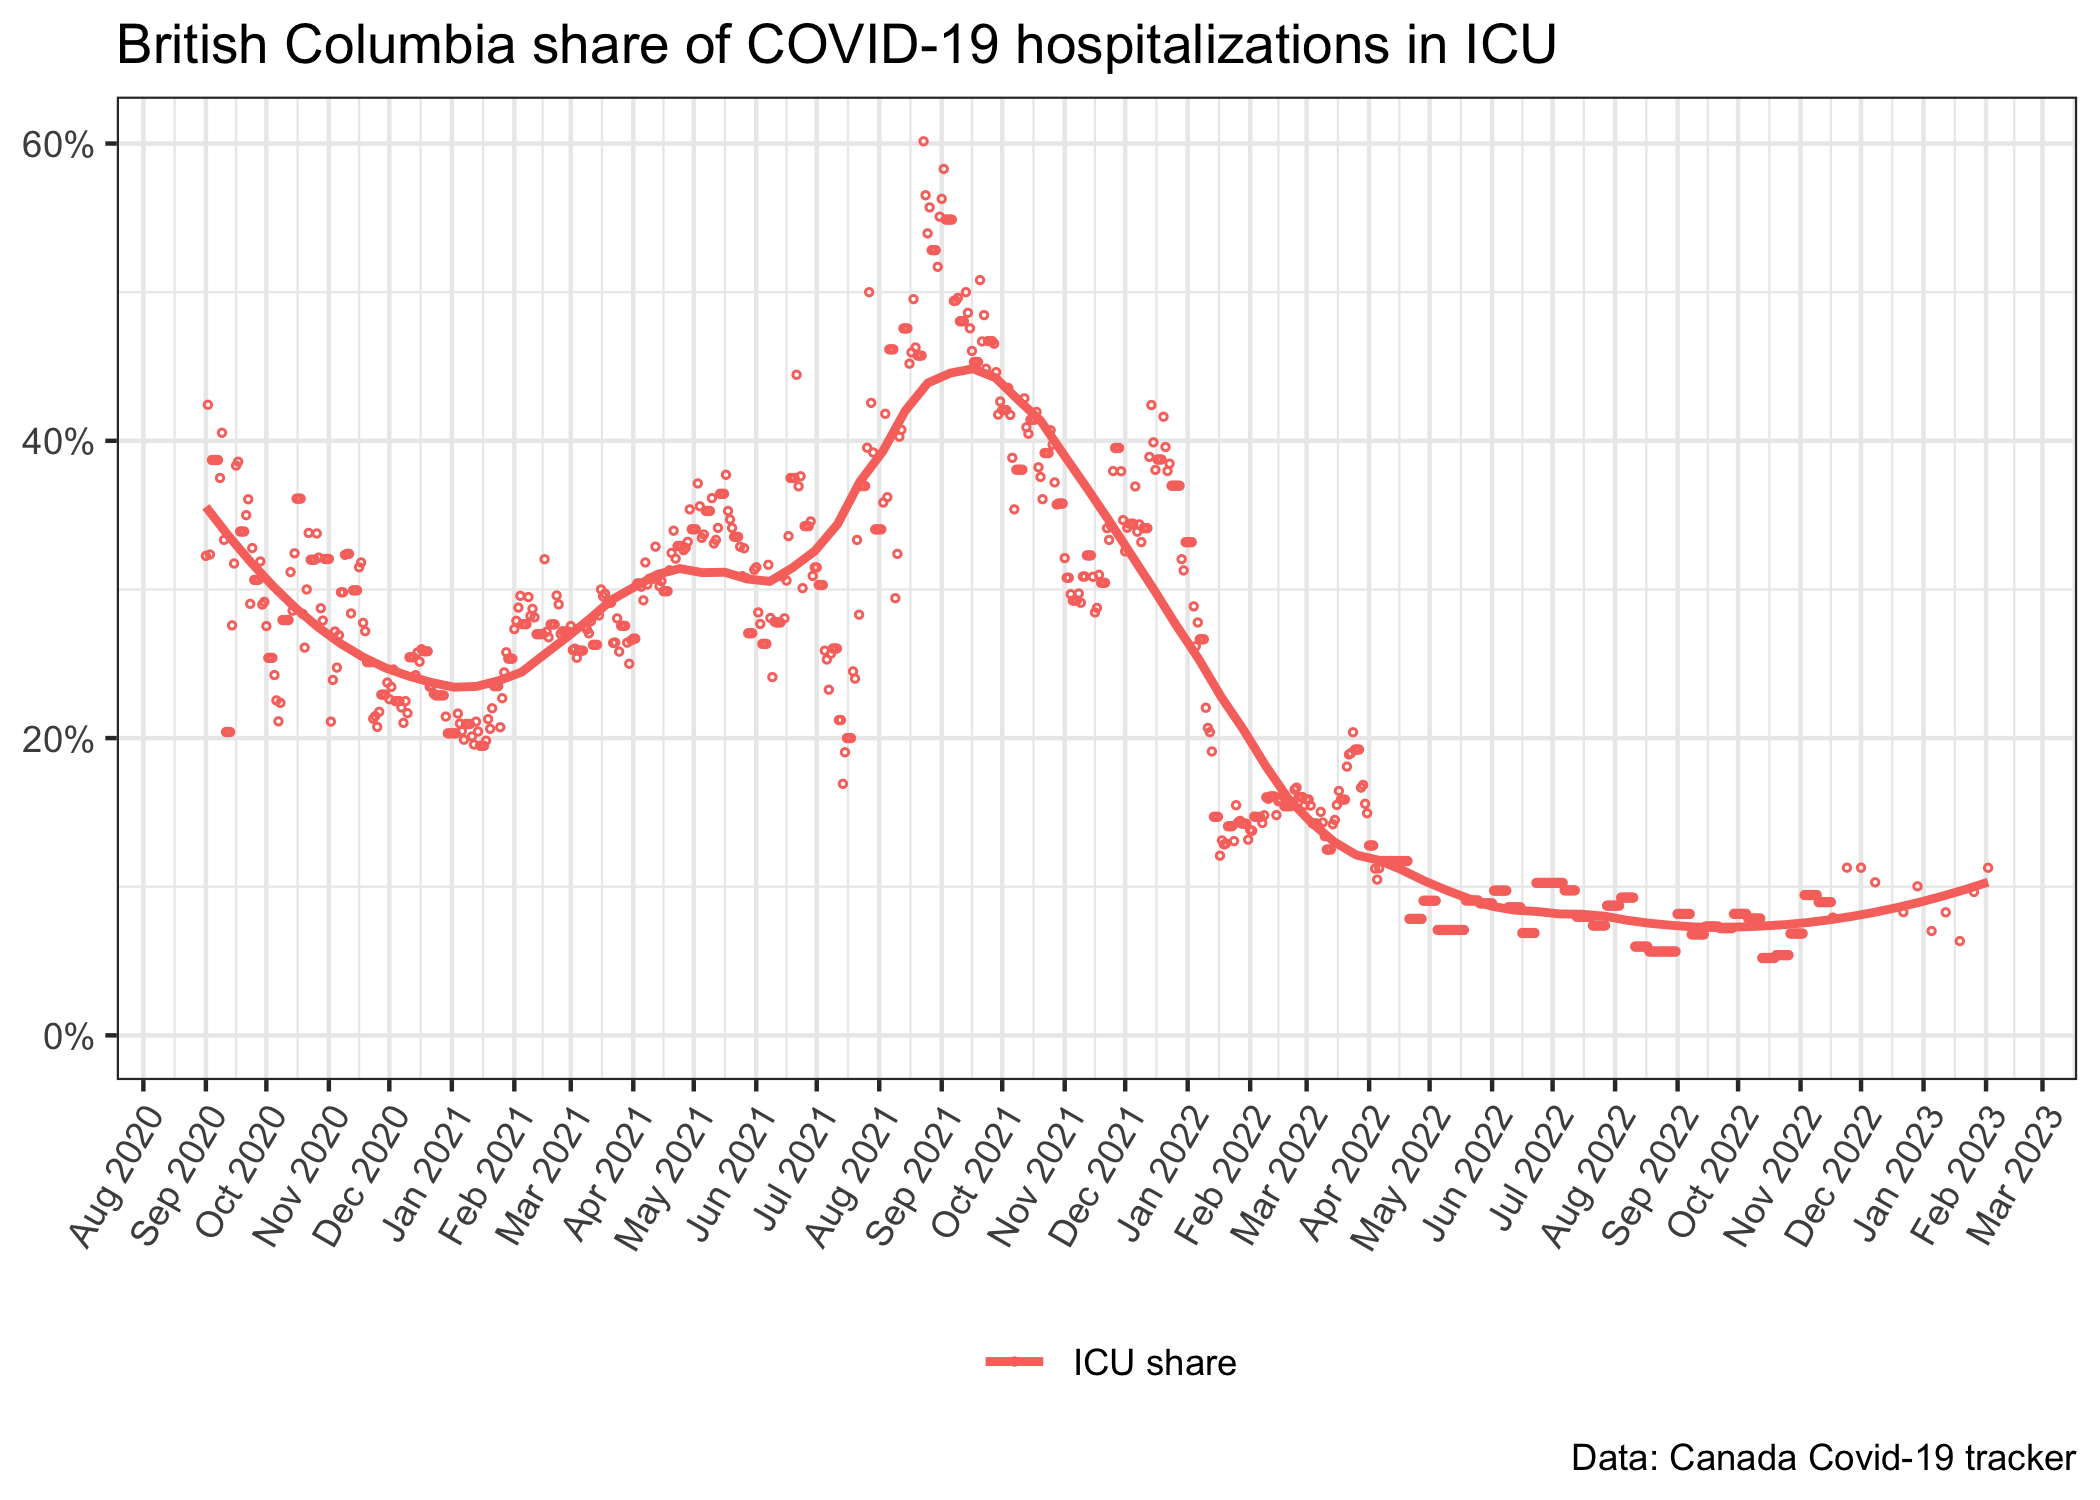 British Columbia share of COVID-19 hospitalizations in ICU
60%
40%
20%
0%
Aug 2020
Sep 2020
Oct 2020
Nov 2020
Dec 2020
Jan 2021
Feb 2021
Mar 2021
Apr 2021
May 2021
Jun 2021
Jul 2021
Aug 2021
Sep 2021
Oct 2021
Nov 2021
Dec 2021
Jan 2022
Feb 2022
Mar 2022
Apr 2022
May 2022
Jun 2022
Jul 2022
Aug 2022
Sep 2022
Oct 2022
Nov 2022
Dec 2022
Jan 2023
Feb 2023
Mar 2023
ICU share
Data: Canada Covid-19 tracker